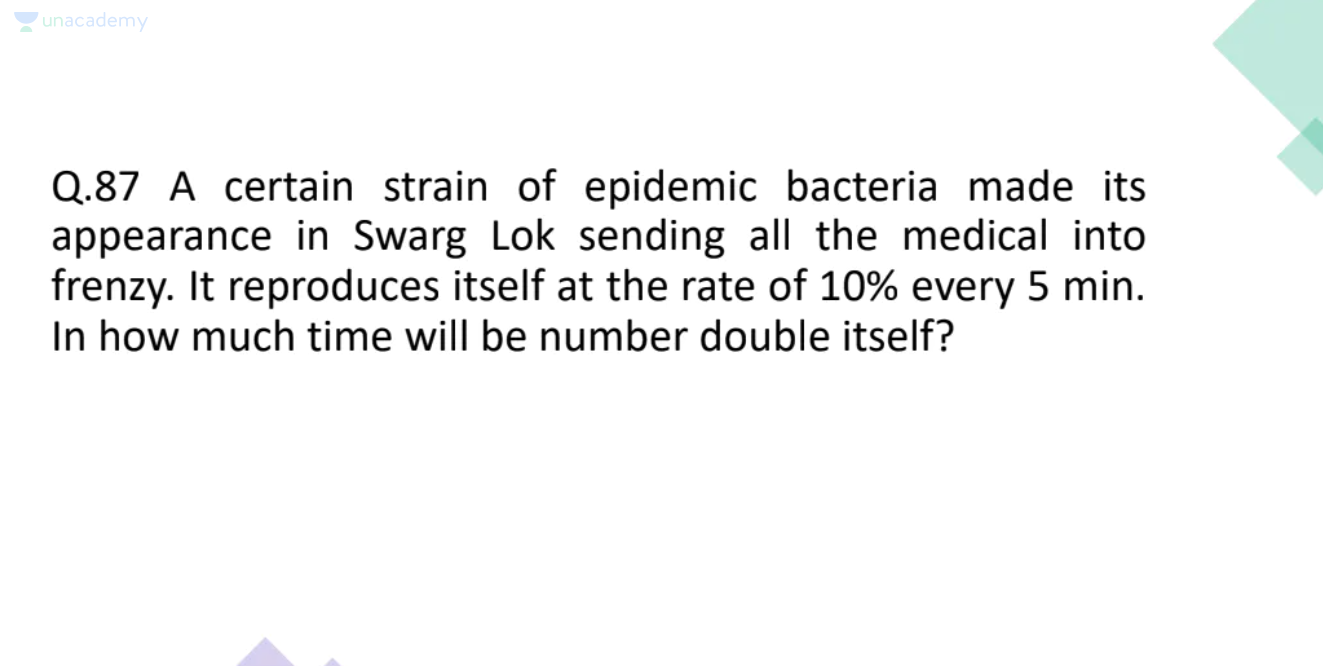 unacademy
Q.87 A certain strain of epidemic bacteria made its
appearance in Swarg Lok sending all the medical into
frenzy. It reproduces itself at the rate of 10% every 5 min.
In how much time will be number double itself?